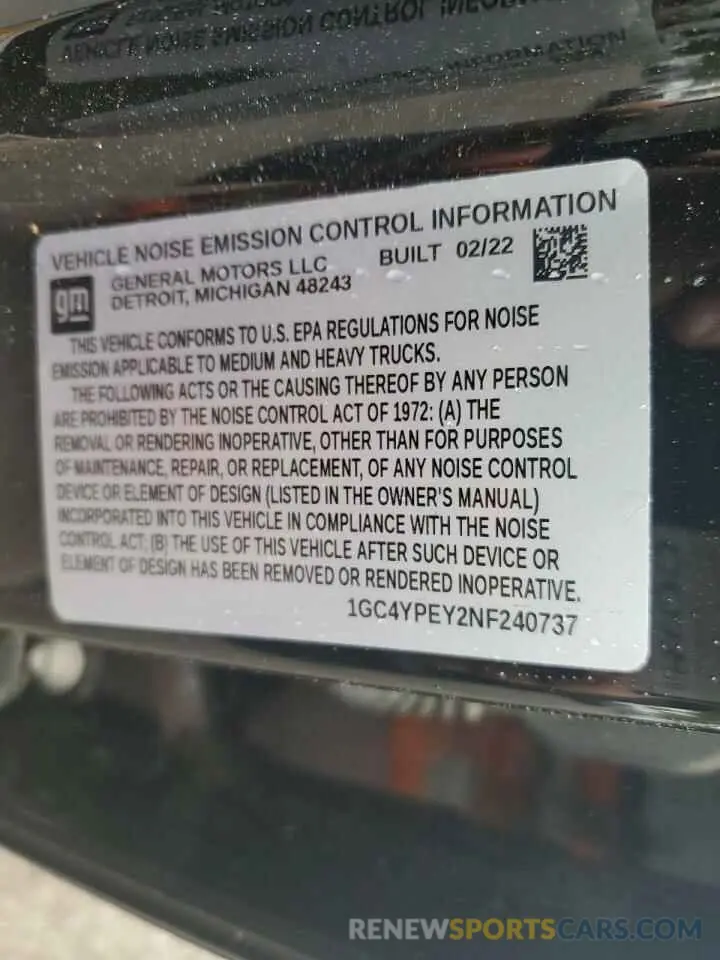 VEHICLE NOISE EMISSION CONTROL INFORMATION
gm
GENERAL MOTORS LLC
DETROIT, MICHIGAN 48243
BUILT 02/22
THIS VEHICLE CONFORMS TO U.S. EPA REGULATIONS FOR NOISE
EMISSION APPLICABLE TO MEDIUM AND HEAVY TRUCKS.
THE FOLLOWING ACTS OR THE CAUSING THEREOF BY ANY PERSON
ARE PROHIBITED BY THE NOISE CONTROL ACT OF 1972: (A) THE
REMOVAL OR RENDERING INOPERATIVE, OTHER THAN FOR PURPOSES
OF MAINTENANCE, REPAIR, OR REPLACEMENT, OF ANY NOISE CONTROL
DEVICE OR ELEMENT OF DESIGN (LISTED IN THE OWNER'S MANUAL)
INCORPORATED INTO THIS VEHICLE IN COMPLIANCE WITH THE NOISE
CONTROL ACT; (B) THE USE OF THIS VEHICLE AFTER SUCH DEVICE OR
ELEMENT OF DESIGN HAS BEEN REMOVED OR RENDERED INOPERATIVE.
1GC4YPEY2NF240737
RENEWSPORTSCARS.COM